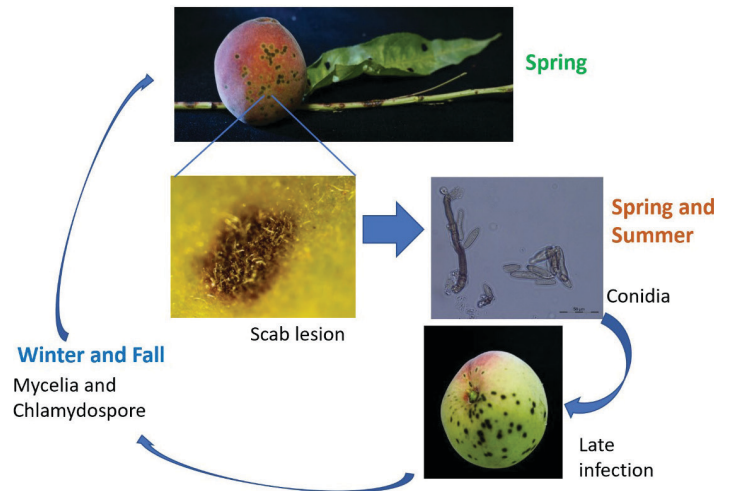 Spring
Spring and
Summer
Conidia
Scab lesion
Winter and Fall
Mycelia and
Chlamydospore
Late
infection